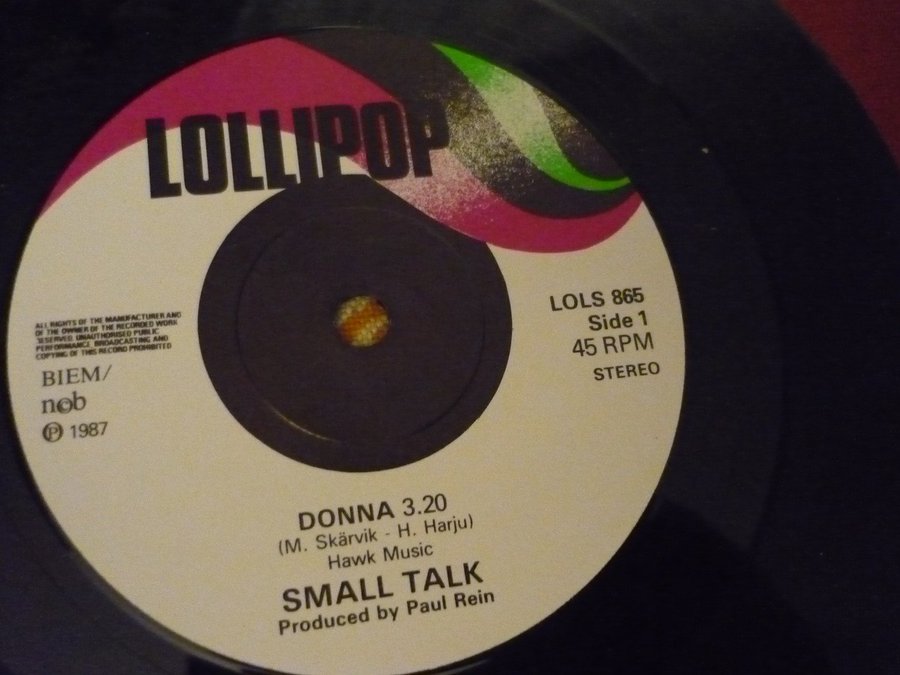 LOLLIPOP
LOLS 865
Side 1
45 RPM
STEREO
ALL RIGHTS OF THE MANUFACTURER AND
OF THE OWNER OF THE RECORDED WORK
RESERVED. UNAUTHORISED PUBLIC
PERFORMANCE, BROADCASTING AND
COPYING OF THIS RECORD PROHIBITED
BIEM/
ncb
Ⓟ 1987
DONNA 3.20
(M. Skärvik - H. Harju)
Hawk Music
SMALL TALK
Produced by Paul Rein